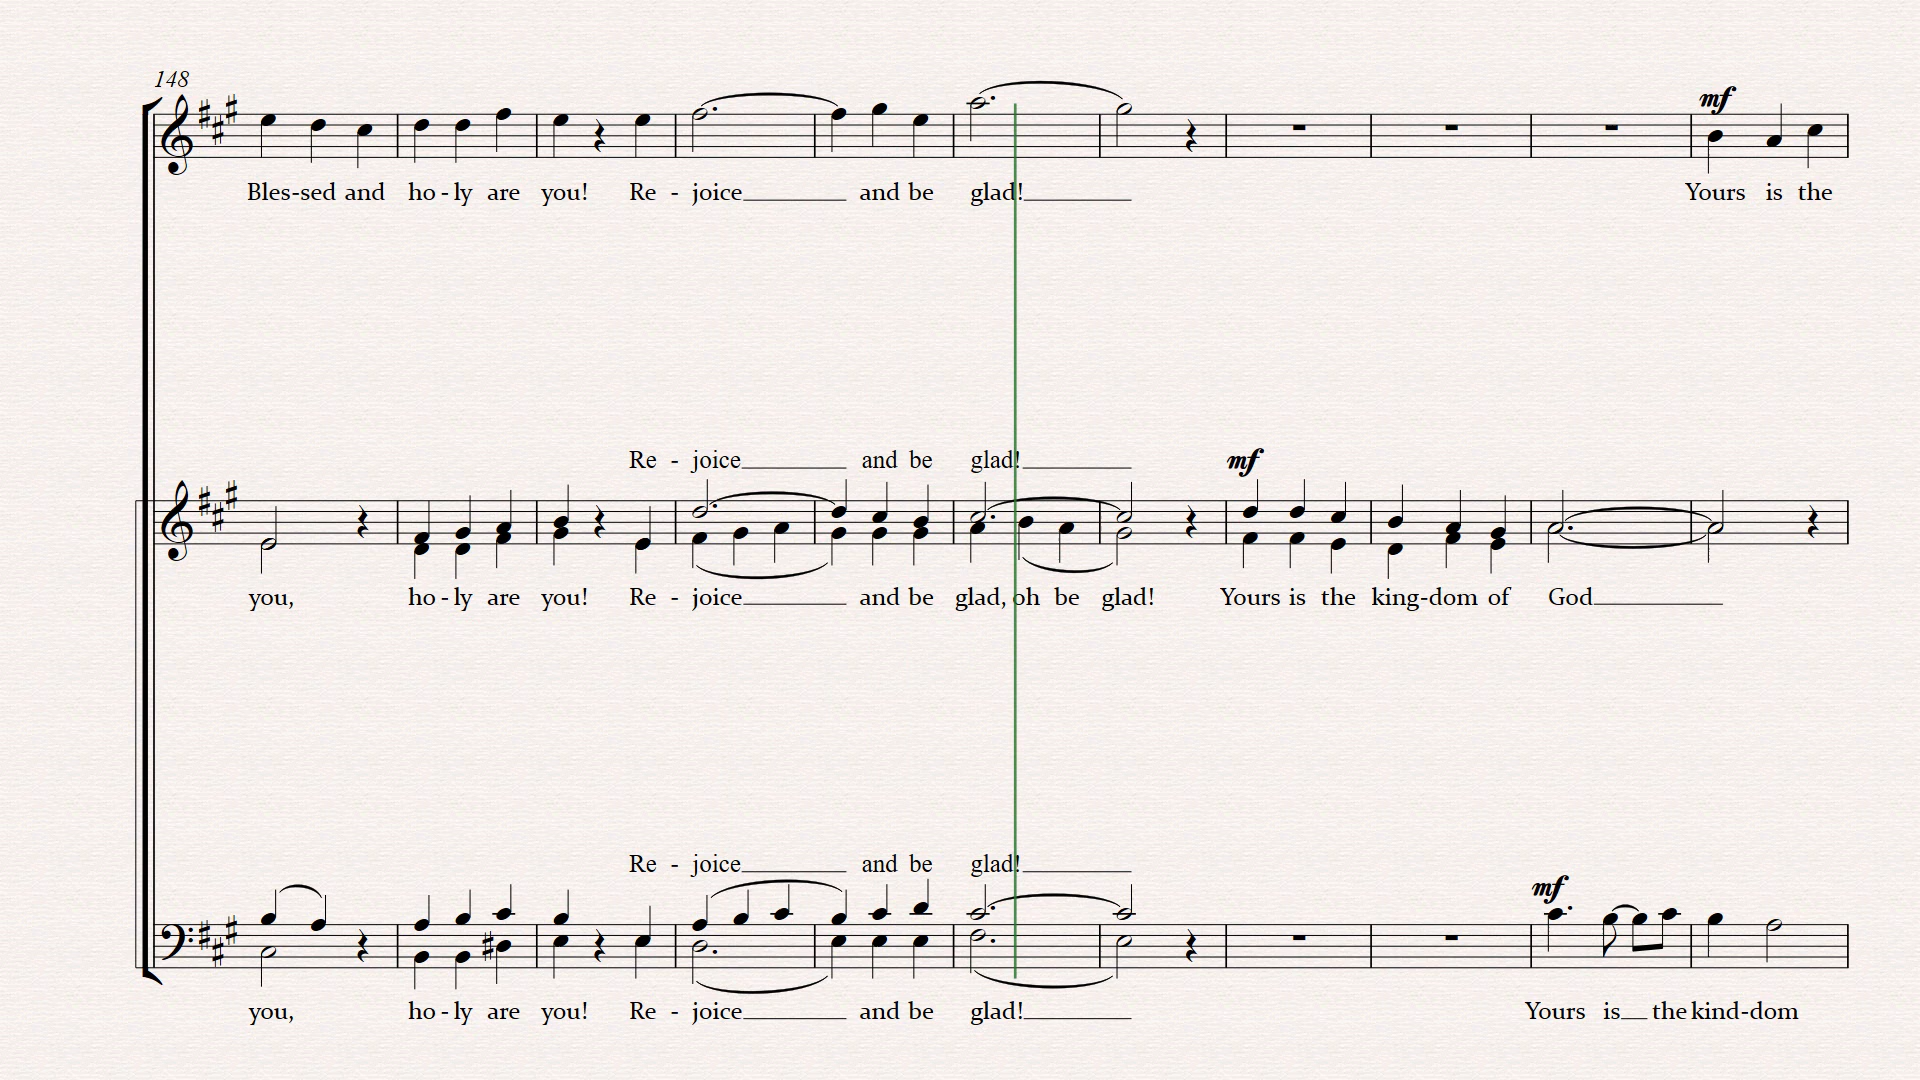 148
mf
Bles-sed and ho-ly are you! Re - joice and be glad! Yours is the
Re - joice and be glad! mf
you, ho-ly are you! Re - joice and be glad, oh be glad! Yours is the king-dom of God
Re - joice and be glad!
mf
you, ho-ly are you! Re - joice and be glad! Yours is the kind-dom